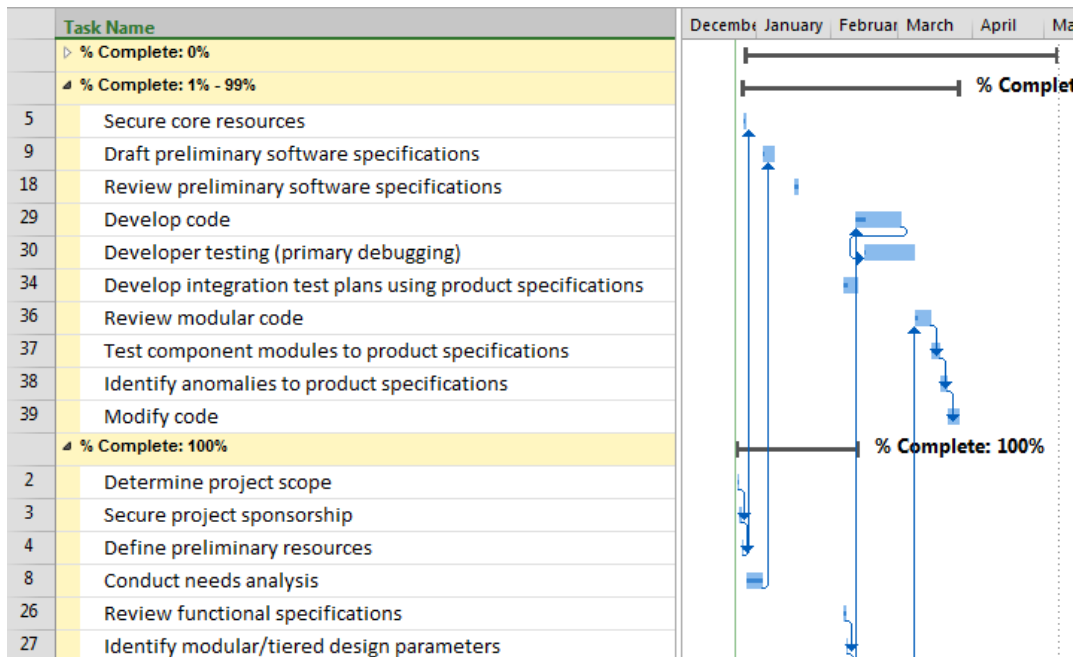 Task Name
Decembe January Februar March April Ma
% Complete: 0%
% Complete: 1% - 99%
% Complet
5 Secure core resources
9 Draft preliminary software specifications
18 Review preliminary software specifications
29 Develop code
30 Developer testing (primary debugging)
34 Develop integration test plans using product specifications
36 Review modular code
37 Test component modules to product specifications
38 Identify anomalies to product specifications
39 Modify code
% Complete: 100%
% Complete: 100%
2 Determine project scope
3 Secure project sponsorship
4 Define preliminary resources
8 Conduct needs analysis
26 Review functional specifications
27 Identify modular/tiered design parameters